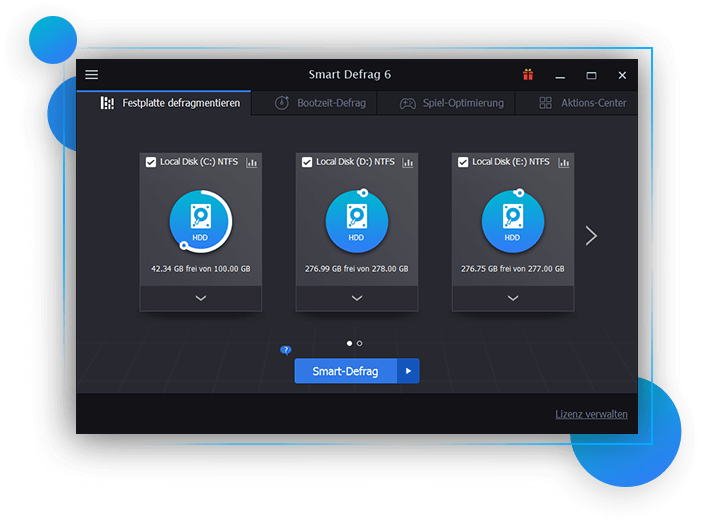 Smart Defrag 6
Festplatte defragmentieren
Bootzeit-Defrag
Spiel-Optimierung
Aktions-Center
Local Disk (C:) NTFS
Local Disk (D:) NTFS
Local Disk (E:) NTFS
HDD
HDD
HDD
42.34 GB frei von 100.00 GB
276.99 GB frei von 278.00 GB
276.75 GB frei von 277.00 GB
?
Smart-Defrag
Lizenz verwalten